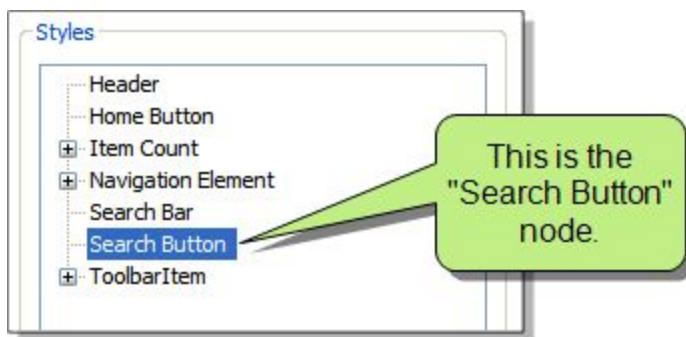 Styles
Header
Home Button
Item Count
Navigation Element
Search Bar
Search Button
ToolbarItem
This is the
"Search Button"
node.